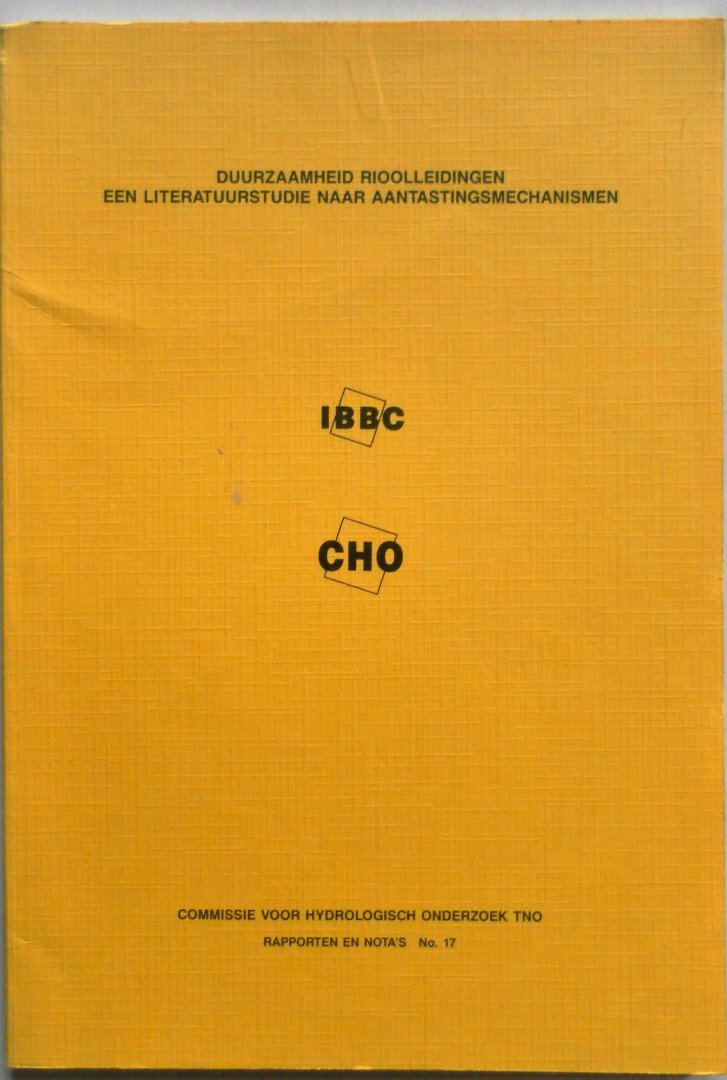 DUURZAAMHEID RIOOLLEIDINGEN
EEN LITERATUURSTUDIE NAAR AANTASTINGSMECHANISMEN
IBBC
CHO
COMMISSIE VOOR HYDROLOGISCH ONDERZOEK TNO
RAPPORTEN EN NOTA'S No. 17